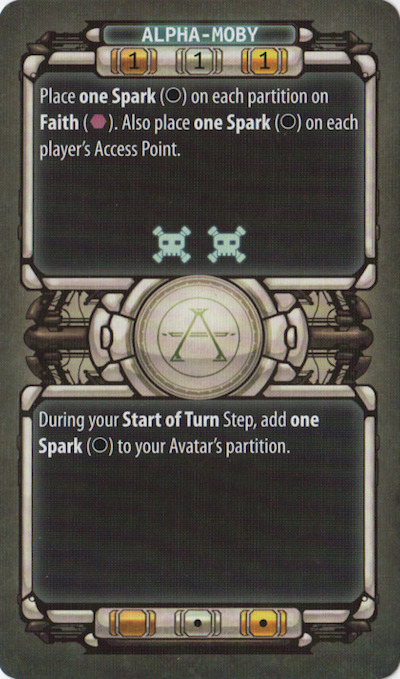 ALPHA-MOBY
1 1 1
Place one Spark (○) on each partition on
Faith (⬢). Also place one Spark (○) on each
player's Access Point.
During your Start of Turn Step, add one
Spark (○) to your Avatar's partition.